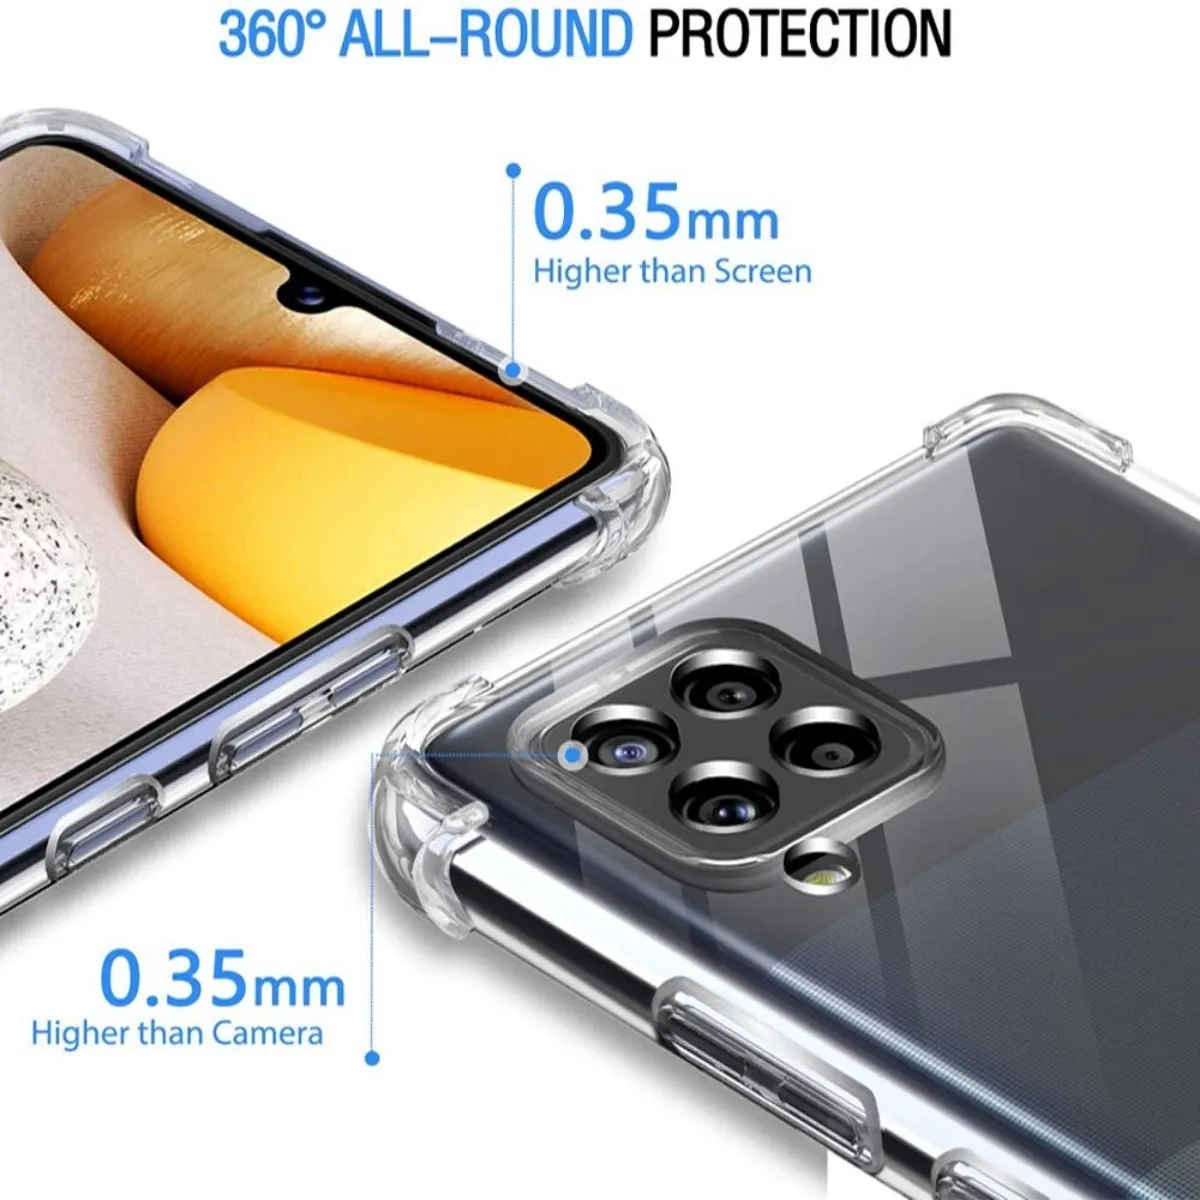 360° ALL-ROUND PROTECTION
0.35mm
Higher than Screen
0.35mm
Higher than Camera